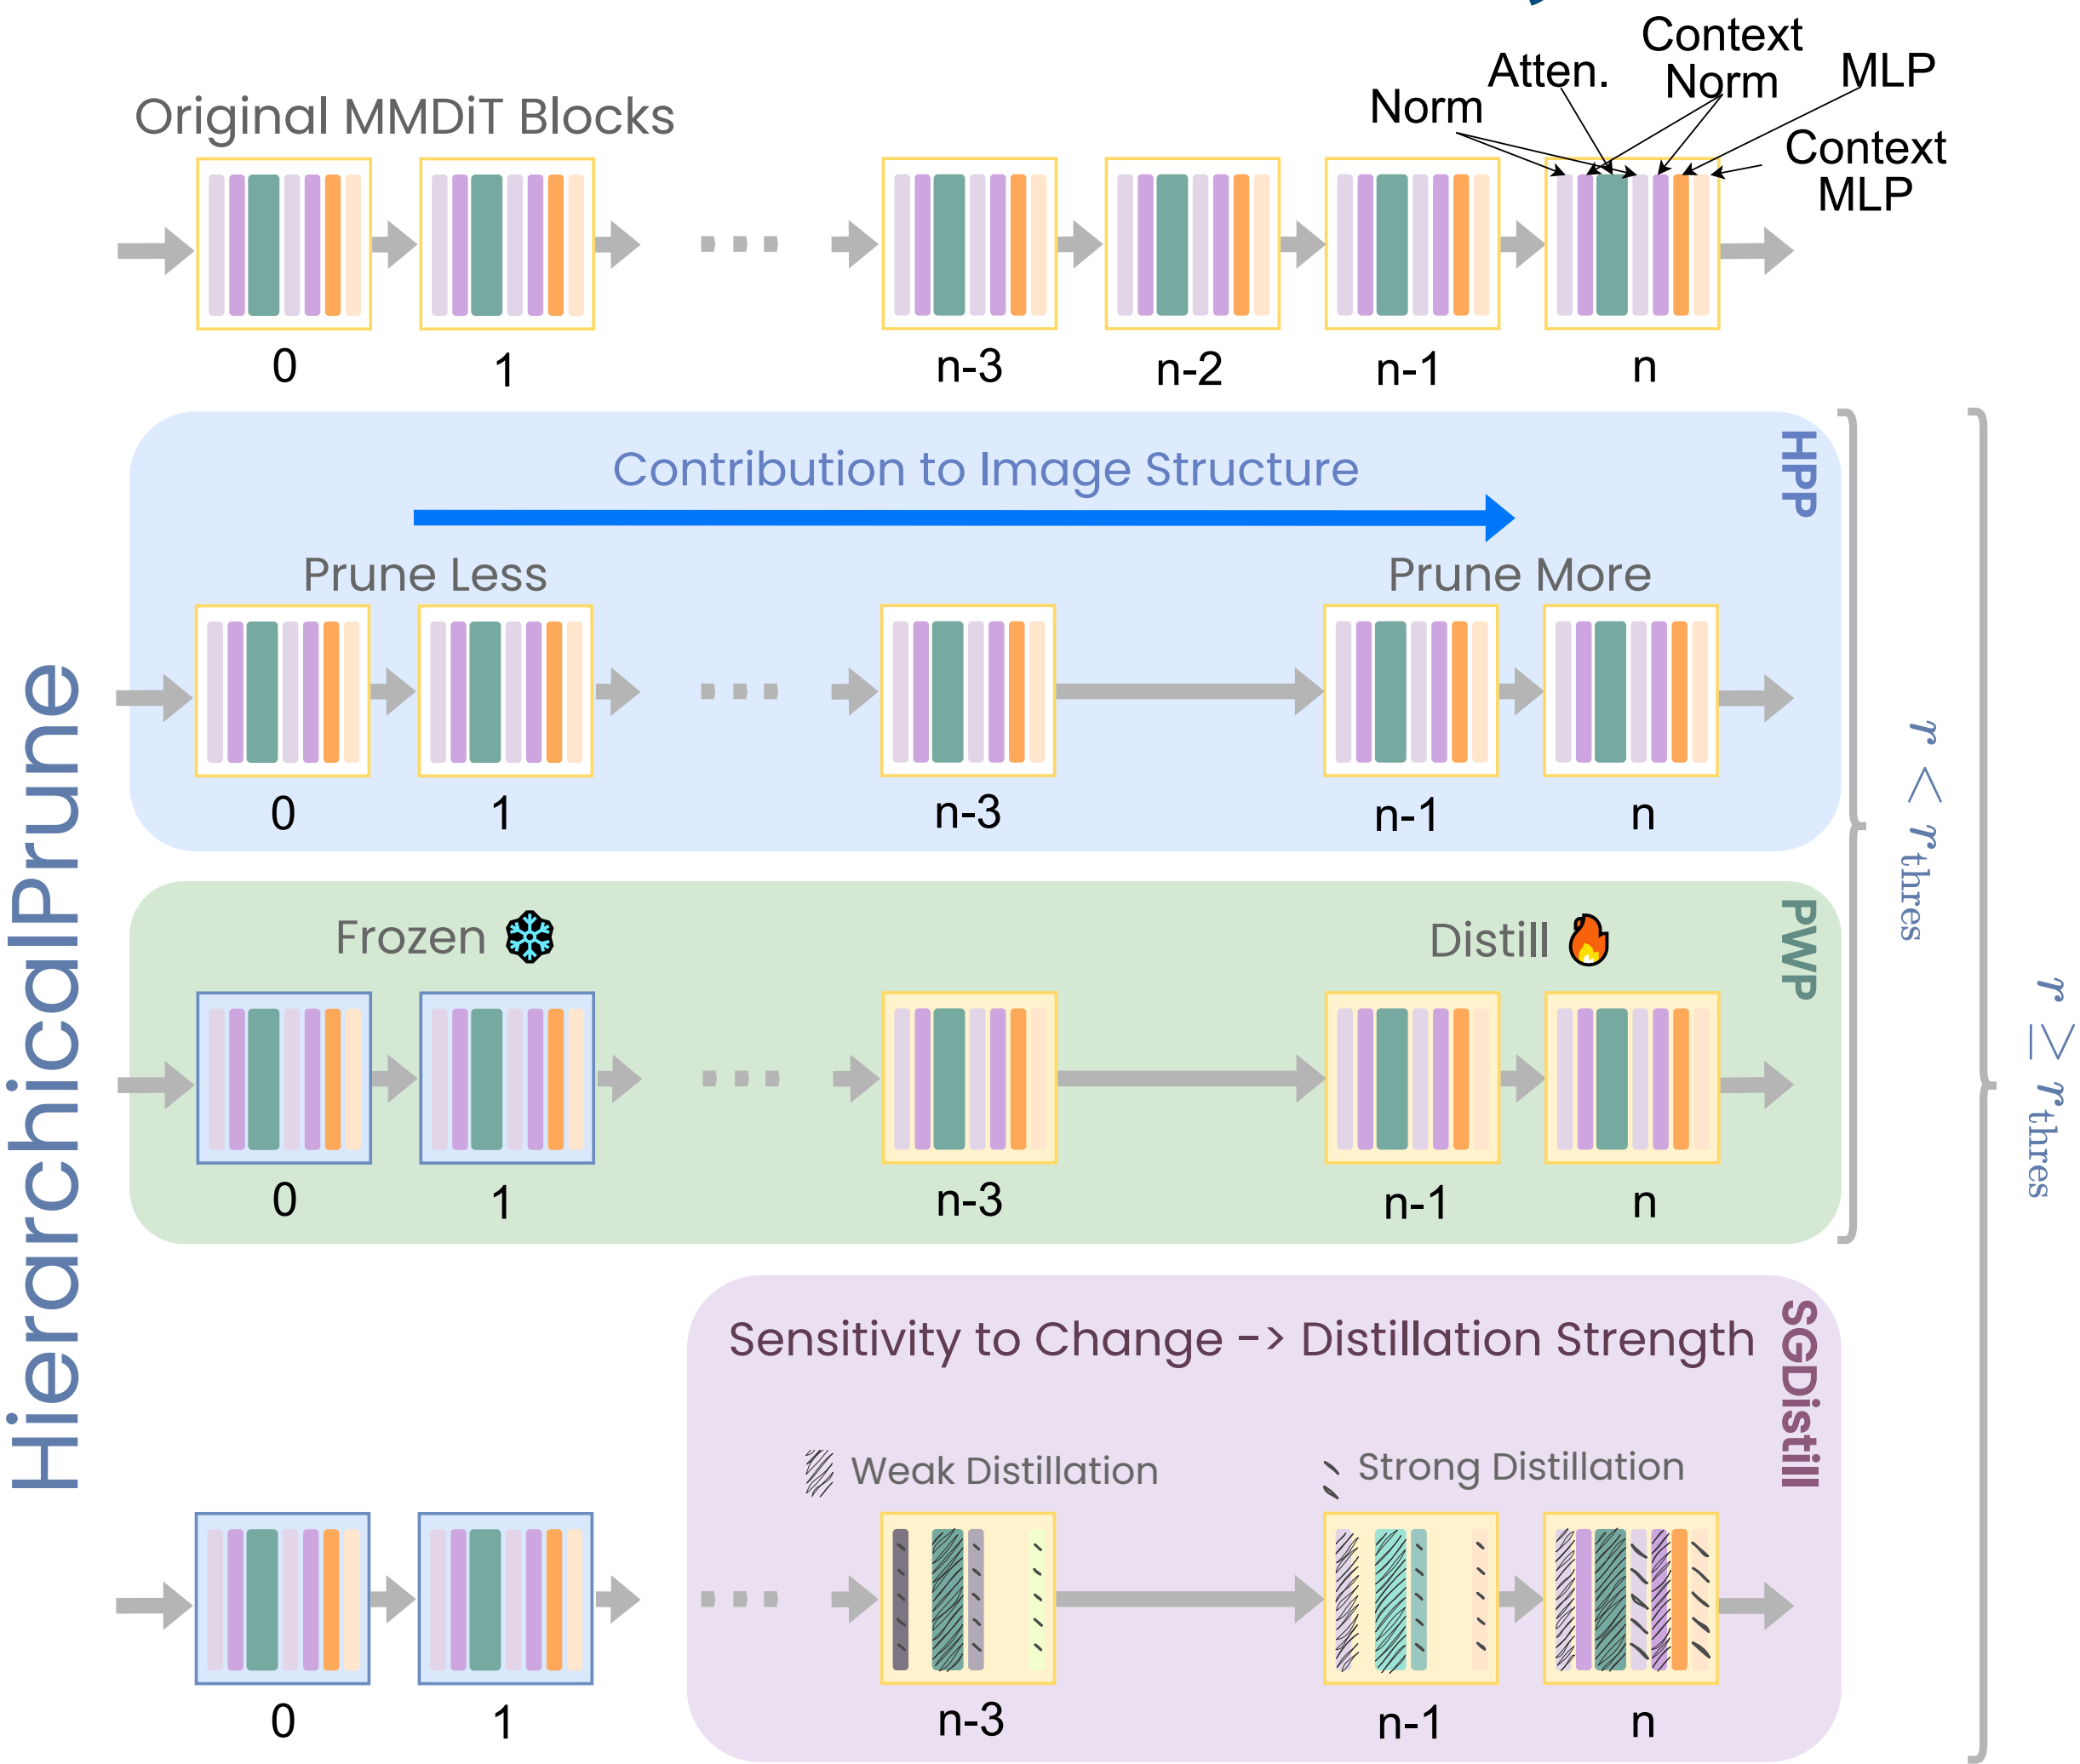 Original MMDiT Blocks
Norm
Atten.
Context
Norm
MLP
Context
MLP
0
1
n-3
n-2
n-1
n
HierarchicalPrune
HPP
Contribution to Image Structure
Prune Less
Prune More
0
1
n-3
n-1
n
r < r_thres
PWP
Frozen
Distill
0
1
n-3
n-1
n
r ≥ r_thres
SGDistill
Sensitivity to Change -> Distillation Strength
Weak Distillation
Strong Distillation
0
1
n-3
n-1
n